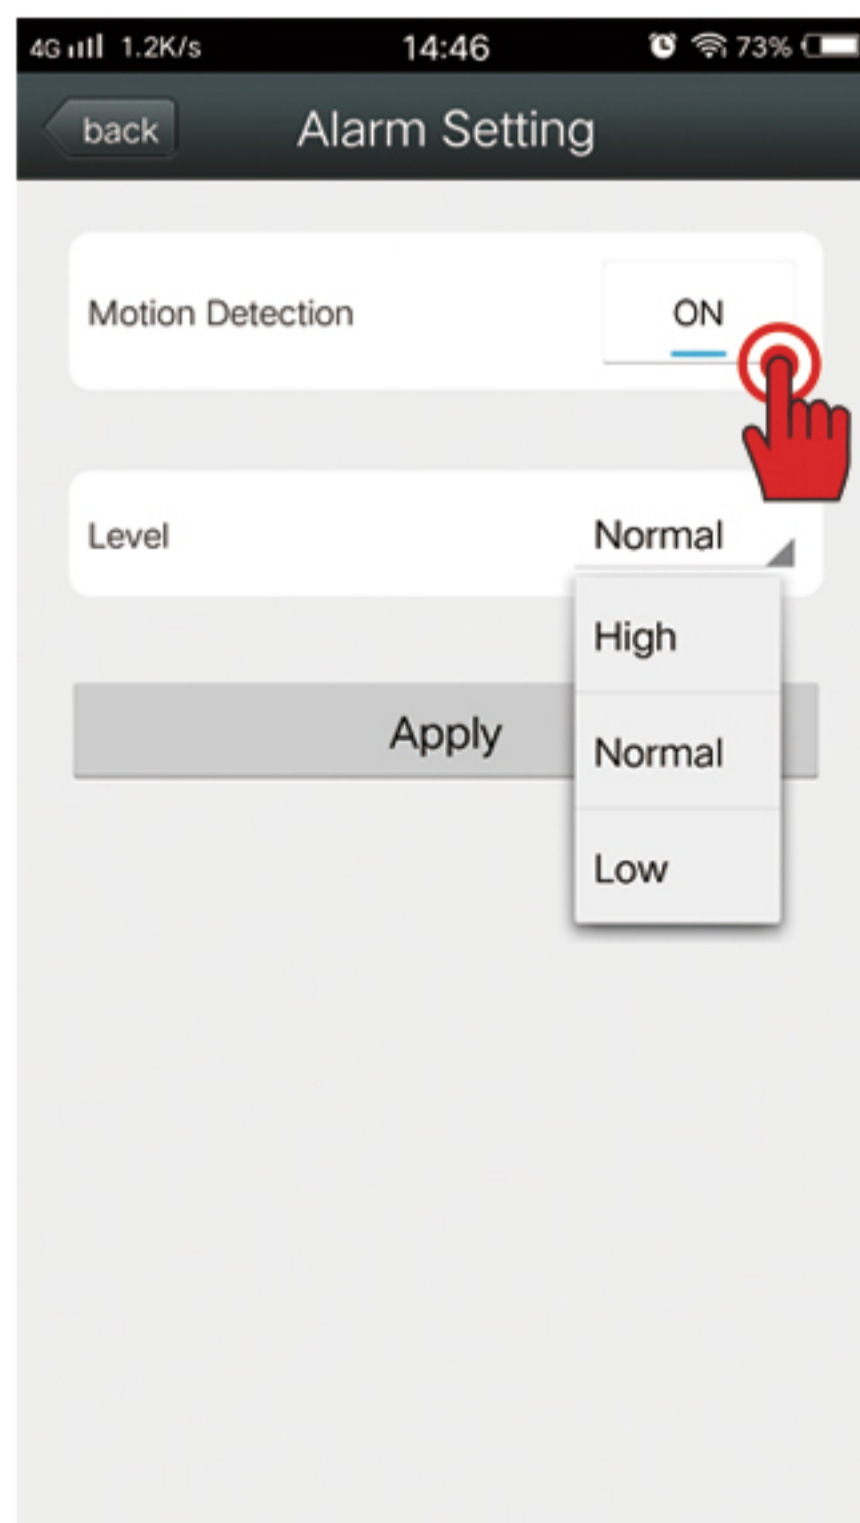 4G 1.2K/s 14:46 73%
back Alarm Setting
Motion Detection ON
Level Normal
High
Apply
Normal
Low